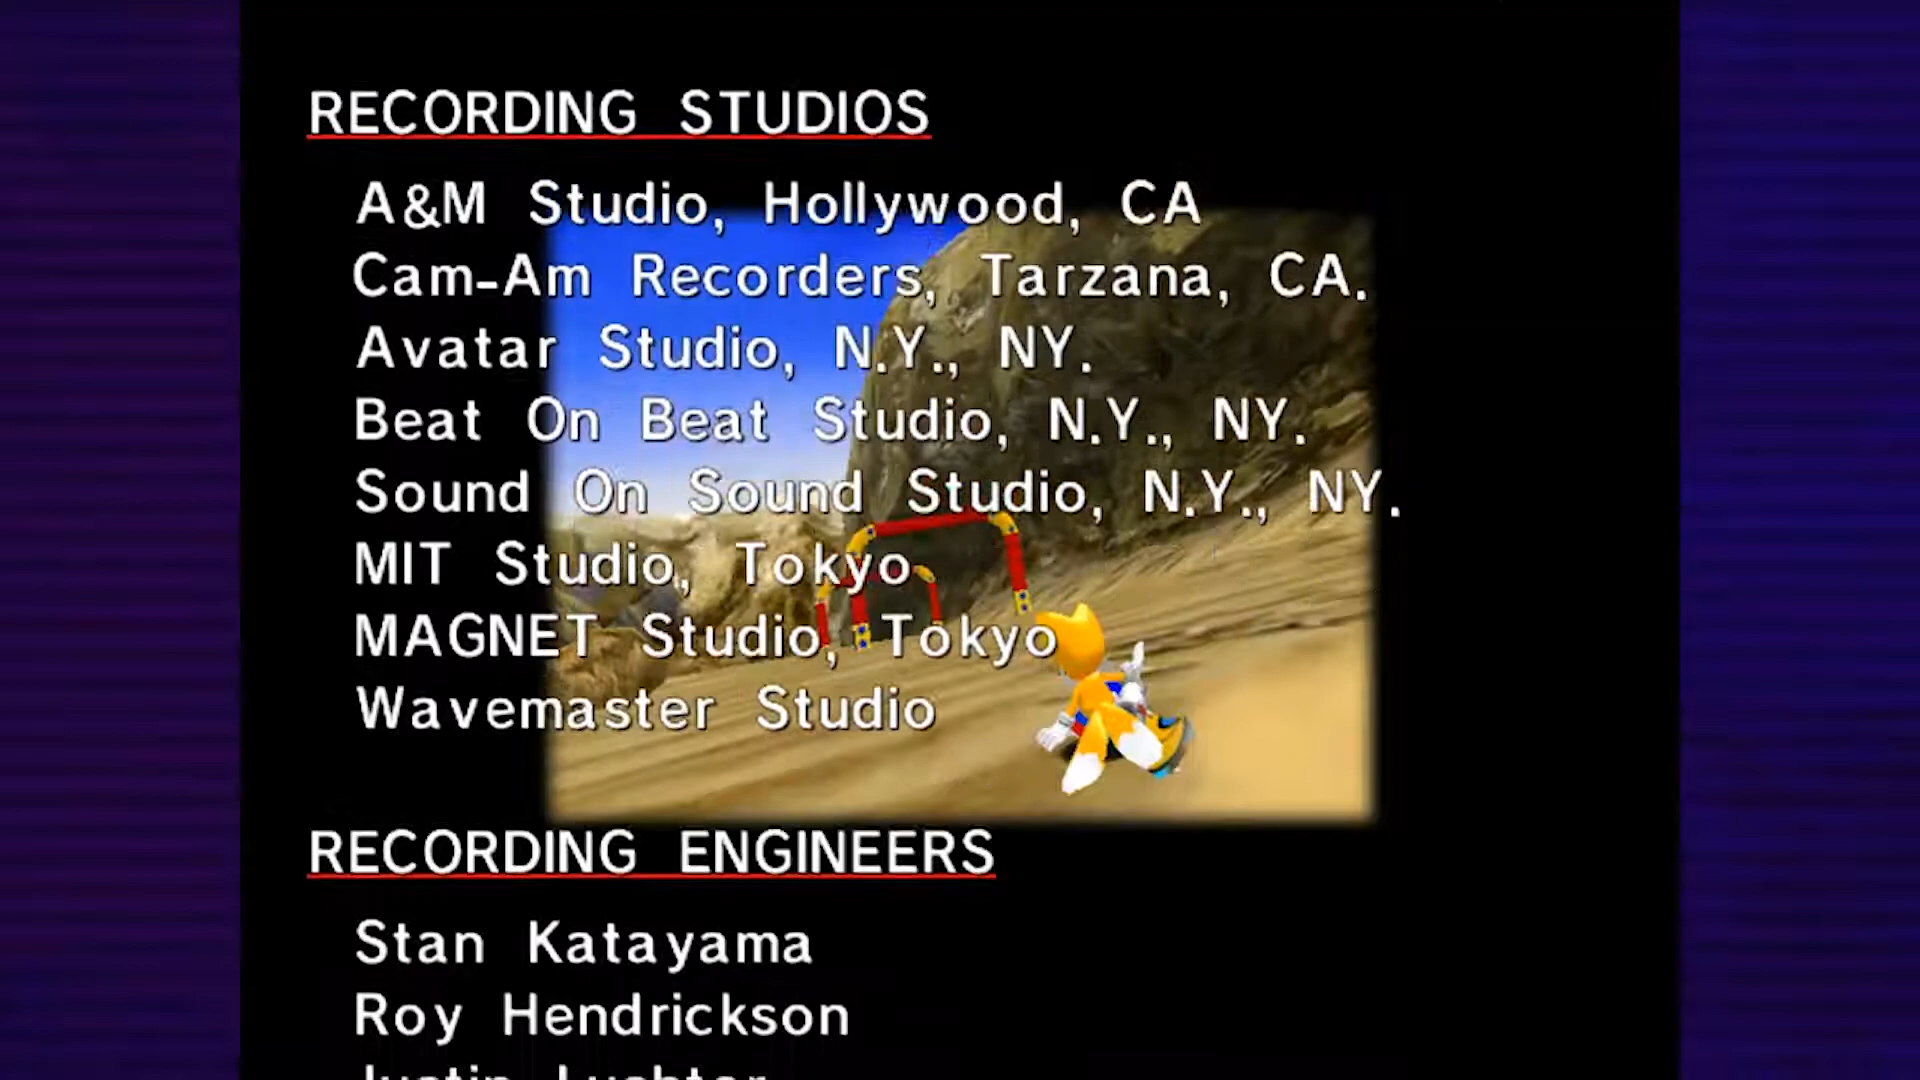 RECORDING STUDIOS
A&M Studio, Hollywood, CA
Cam-Am Recorders, Tarzana, CA.
Avatar Studio, N.Y., NY.
Beat On Beat Studio, N.Y., NY.
Sound On Sound Studio, N.Y., NY.
MIT Studio, Tokyo
MAGNET Studio, Tokyo
Wavemaster Studio
RECORDING ENGINEERS
Stan Katayama
Roy Hendrickson